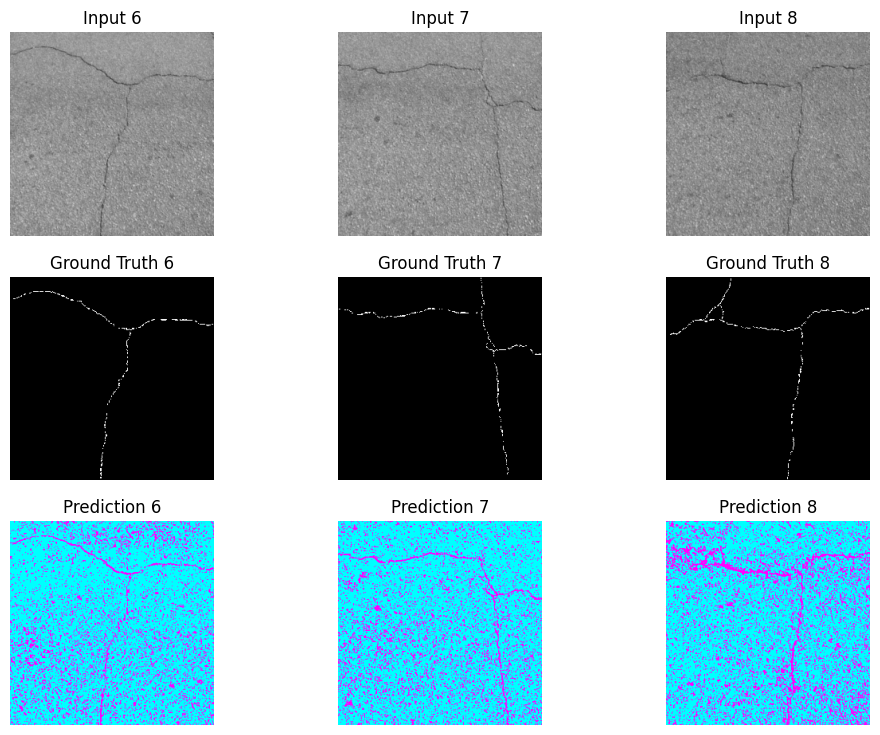 Input 6
Input 7
Input 8
Ground Truth 6
Ground Truth 7
Ground Truth 8
Prediction 6
Prediction 7
Prediction 8